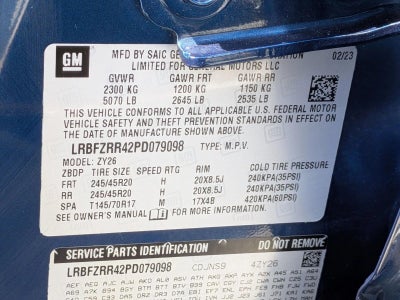 GM
MFD BY SAIC GE
02/23
LIMITED FOR GENERAL MOTORS LLC
GVWR GAWR FRT GAWR RR
2300 KG 1200 KG 1150 KG
5070 LB 2645 LB 2535 LB
THIS VEHICLE CONFORMS TO ALL APPLICABLE U.S. FEDERAL MOTOR
VEHICLE SAFETY AND THEFT PREVENTION STANDARDS IN EFFECT ON
THE DATE OF MANUFACTURE SHOWN ABOVE.
LRBFZRR42PD079098 TYPE: M.P.V.
MODEL: ZY26
ZBDP TIRE SIZE SPEED RTG RIM COLD TIRE PRESSURE
FRT 245/45R20 H 20X8.5J 240KPA(35PSI)
RR 245/45R20 H 20X8.5J 240KPA(35PSI)
SPA T145/70R17 M 17X4B 420KPA(60PSI)
SEE OWNER'S MANUAL FOR ADDITIONAL INFORMATION.
SERVICE PARTS IDENTIFICATION DO NOT REMOVE
LRBFZRR42PD079098 CDJNS9 4ZY26